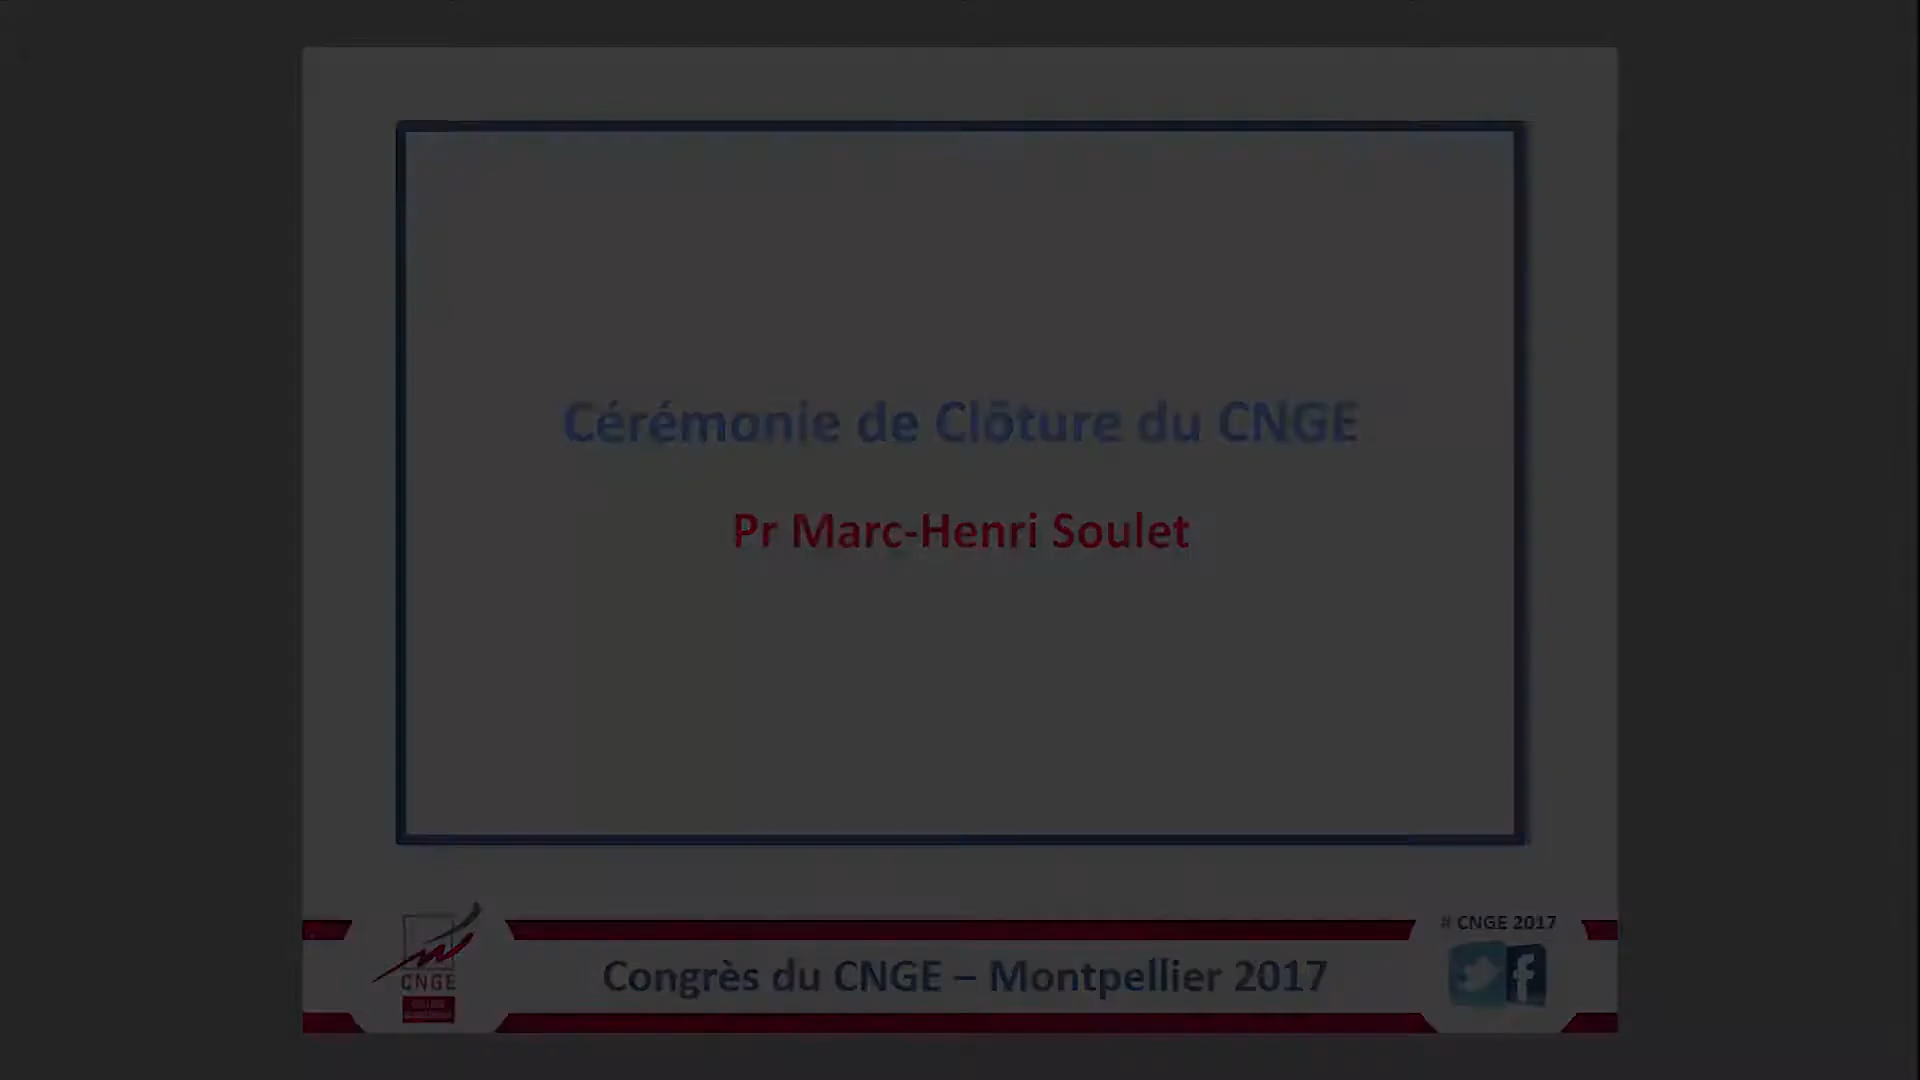 Cérémonie de Clôture du CNGE
Pr Marc-Henri Soulet
# CNGE 2017
CNGE
Congrès du CNGE – Montpellier 2017